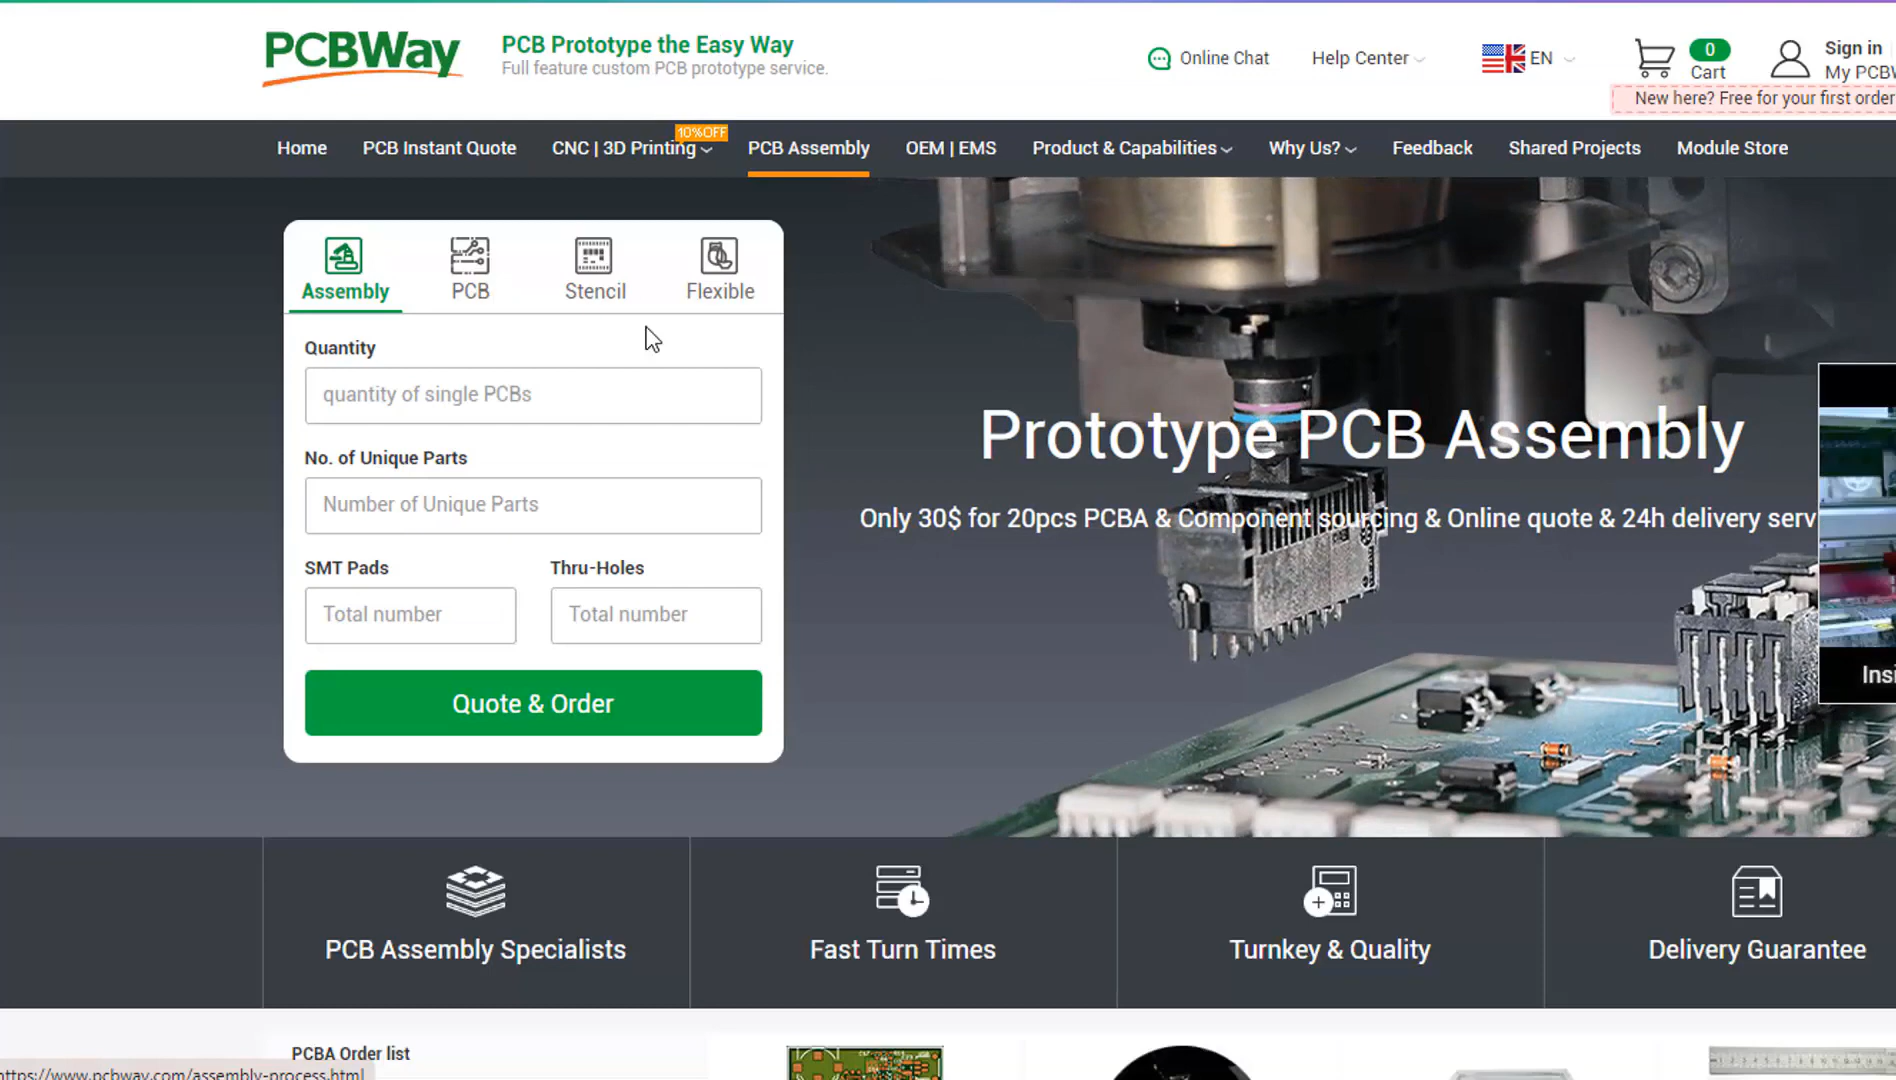 PCBWay
PCB Prototype the Easy Way
Full feature custom PCB prototype service.
Online Chat
Help Center
EN
0
Cart
Sign in
My PCBW
New here? Free for your first order
Home
PCB Instant Quote
CNC | 3D Printing
10%OFF
PCB Assembly
OEM | EMS
Product & Capabilities
Why Us?
Feedback
Shared Projects
Module Store
Assembly
PCB
Stencil
Flexible
Quantity
quantity of single PCBs
No. of Unique Parts
Number of Unique Parts
SMT Pads
Thru-Holes
Total number
Total number
Quote & Order
Prototype PCB Assembly
Only 30$ for 20pcs PCBA & Component sourcing & Online quote & 24h delivery serv
Insi
PCB Assembly Specialists
Fast Turn Times
Turnkey & Quality
Delivery Guarantee
PCBA Order list
https://www.pcbway.com/assembly-process.html